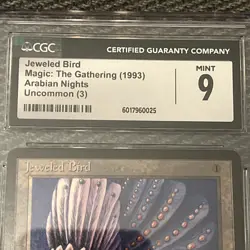 CGC
CERTIFIED GUARANTY COMPANY
Jeweled Bird
Magic: The Gathering (1993)
Arabian Nights
Uncommon (3)
6017960025
MINT
9
Jeweled Bird